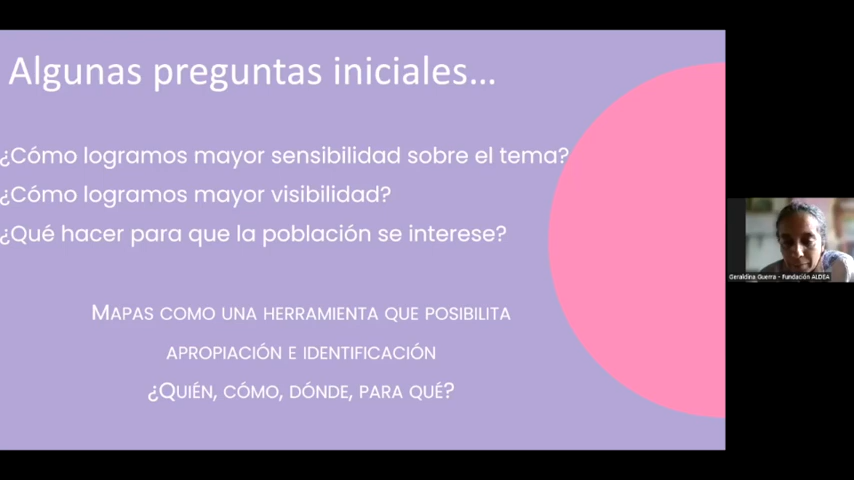 Algunas preguntas iniciales...
¿Cómo logramos mayor sensibilidad sobre el tema?
¿Cómo logramos mayor visibilidad?
¿Qué hacer para que la población se interese?
MAPAS COMO UNA HERRAMIENTA QUE POSIBILITA
APROPIACIÓN E IDENTIFICACIÓN
¿QUIÉN, CÓMO, DÓNDE, PARA QUÉ?
Geraldina Guerra - Fundación ALDEA